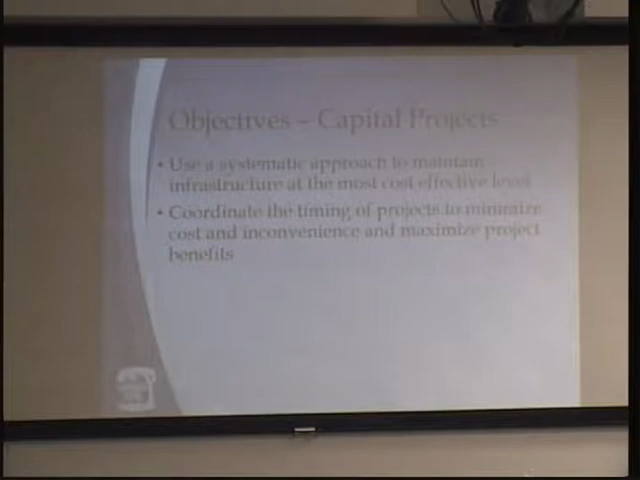 Objectives – Capital Projects
• Use a systematic approach to maintain
infrastructure at the most cost effective level
• Coordinate the timing of projects to minimize
cost and inconvenience and maximize project
benefits